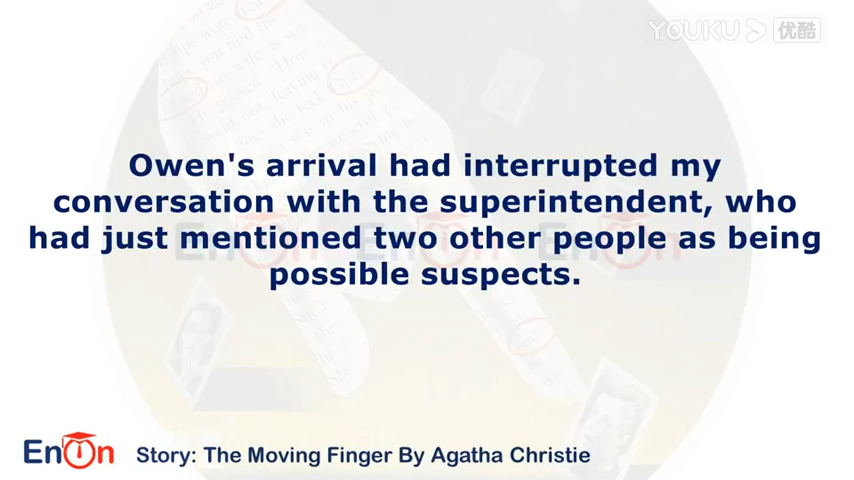 YOUKU 优酷
Owen's arrival had interrupted my
conversation with the superintendent, who
had just mentioned two other people as being
possible suspects.
EnOn
Story: The Moving Finger By Agatha Christie